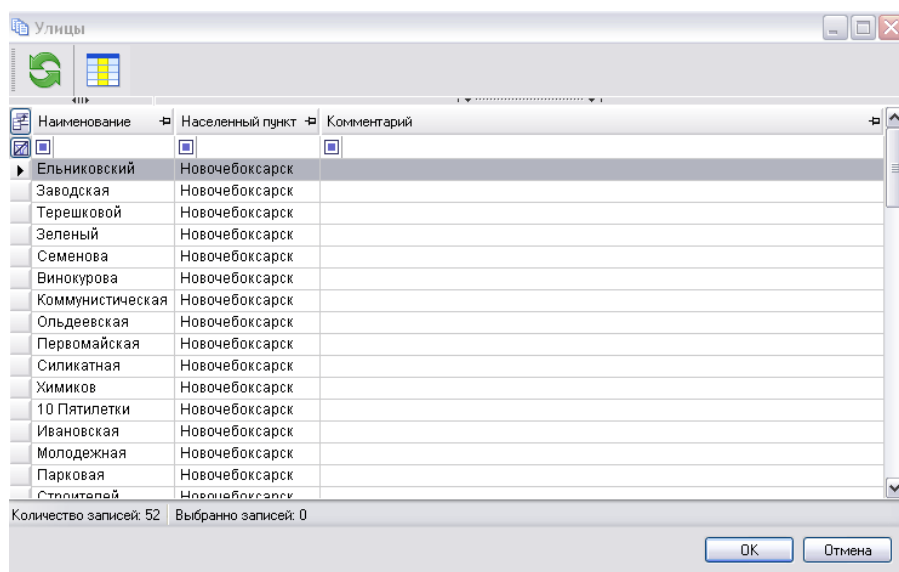 Улицы
Наименование Населенный пункт Комментарий
Ельниковский Новочебоксарск
Заводская Новочебоксарск
Терешковой Новочебоксарск
Зеленый Новочебоксарск
Семенова Новочебоксарск
Винокурова Новочебоксарск
Коммунистическая Новочебоксарск
Ольдеевская Новочебоксарск
Первомайская Новочебоксарск
Силикатная Новочебоксарск
Химиков Новочебоксарск
10 Пятилетки Новочебоксарск
Ивановская Новочебоксарск
Молодежная Новочебоксарск
Парковая Новочебоксарск
Строителей Новочебоксарск
Количество записей: 52 Выбранно записей: 0
OK Отмена